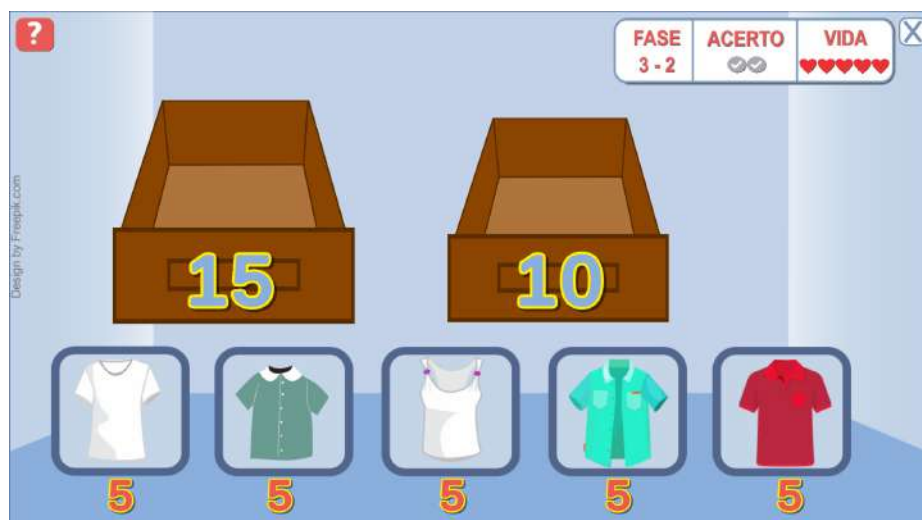 ?
FASE ACERTO VIDA
3 - 2
X
Design by Freepik.com
15 10
5 5 5 5 5